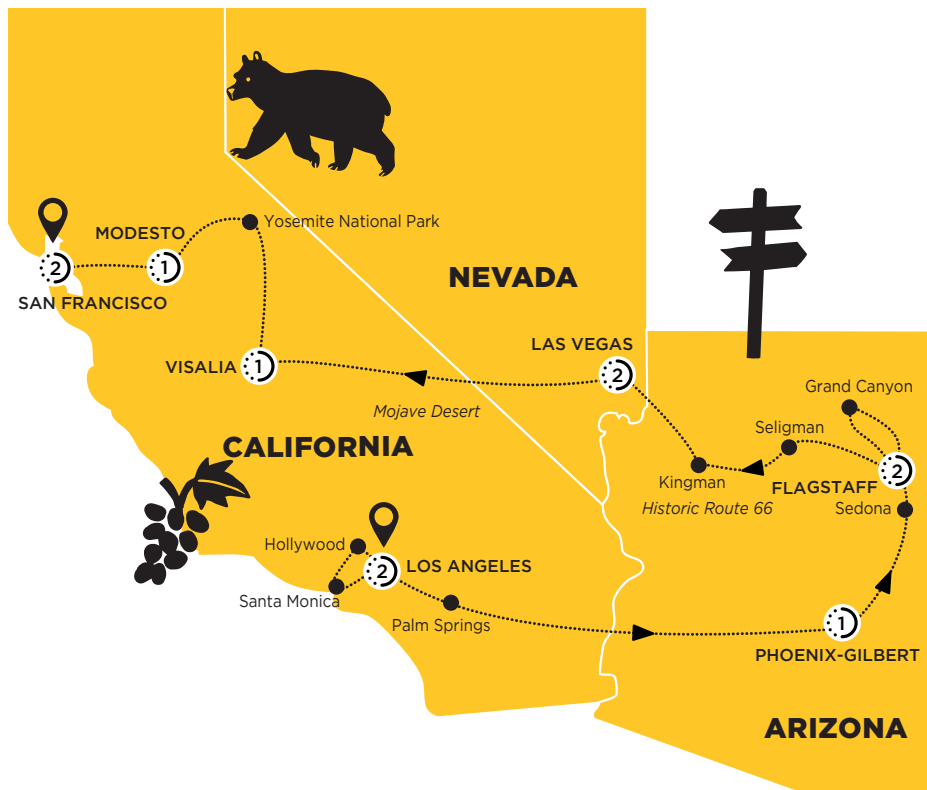 Yosemite National Park
MODESTO
2
1
SAN FRANCISCO
NEVADA
LAS VEGAS
VISALIA
1
2
Mojave Desert
Grand Canyon
Seligman
CALIFORNIA
Kingman
FLAGSTAFF
2
Historic Route 66
Sedona
Hollywood
2
LOS ANGELES
Santa Monica
Palm Springs
1
PHOENIX-GILBERT
ARIZONA